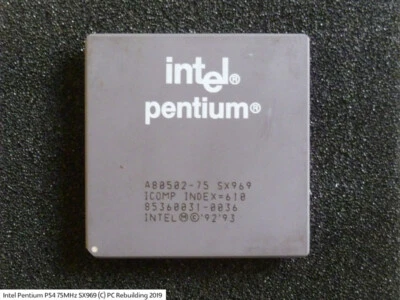 intel®
pentium®
A80502-75 SX969
ICOMP INDEX=610
85360031-0036
INTEL Ⓜ©'92'93
Intel Pentium P54 75MHz SX969 (C) PC Rebuilding 2019